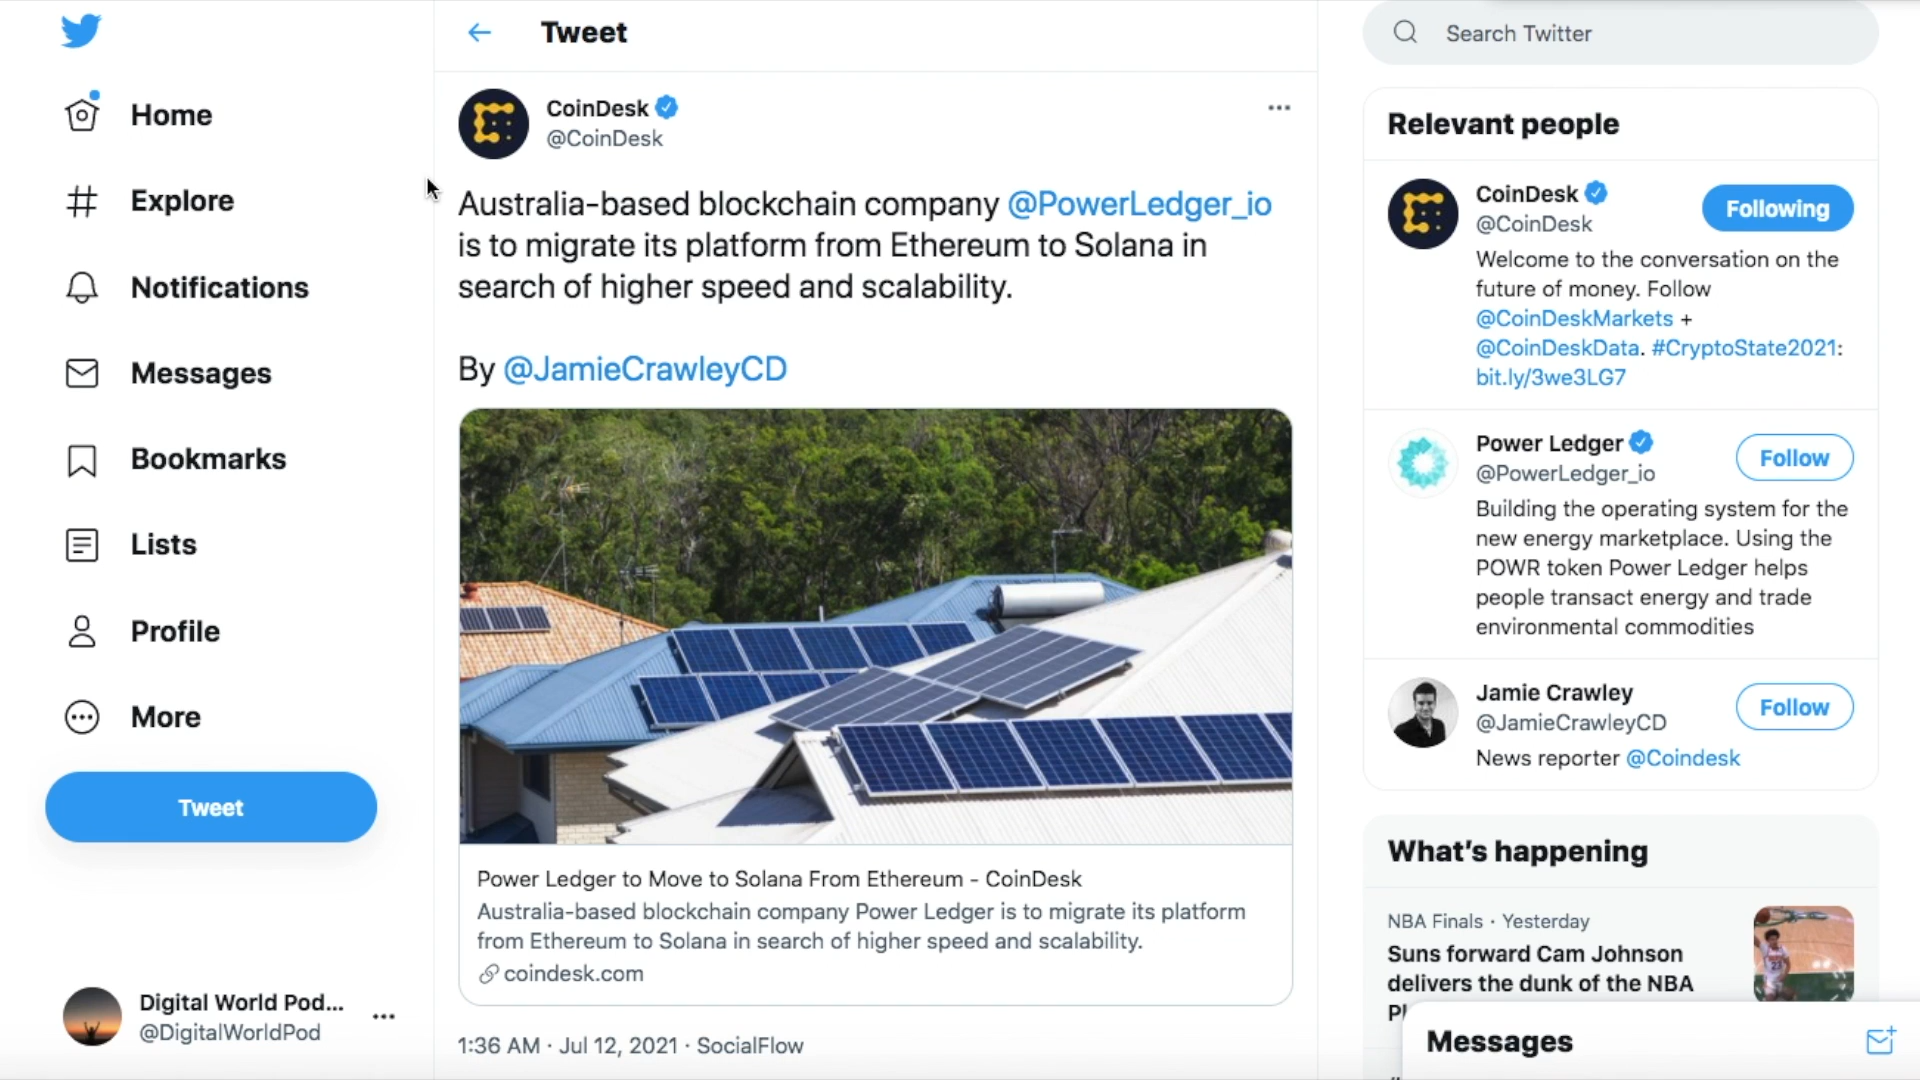 Home
Explore
Notifications
Messages
Bookmarks
Lists
Profile
More
Tweet
Digital World Pod...
@DigitalWorldPod
Tweet
CoinDesk
@CoinDesk
Australia-based blockchain company @PowerLedger_io
is to migrate its platform from Ethereum to Solana in
search of higher speed and scalability.
By @JamieCrawleyCD
Power Ledger to Move to Solana From Ethereum - CoinDesk
Australia-based blockchain company Power Ledger is to migrate its platform
from Ethereum to Solana in search of higher speed and scalability.
coindesk.com
1:36 AM · Jul 12, 2021 · SocialFlow
Search Twitter
Relevant people
CoinDesk
@CoinDesk
Following
Welcome to the conversation on the
future of money. Follow
@CoinDeskMarkets +
@CoinDeskData. #CryptoState2021:
bit.ly/3we3LG7
Power Ledger
@PowerLedger_io
Follow
Building the operating system for the
new energy marketplace. Using the
POWR token Power Ledger helps
people transact energy and trade
environmental commodities
Jamie Crawley
@JamieCrawleyCD
Follow
News reporter @Coindesk
What's happening
NBA Finals · Yesterday
Suns forward Cam Johnson
delivers the dunk of the NBA
Messages